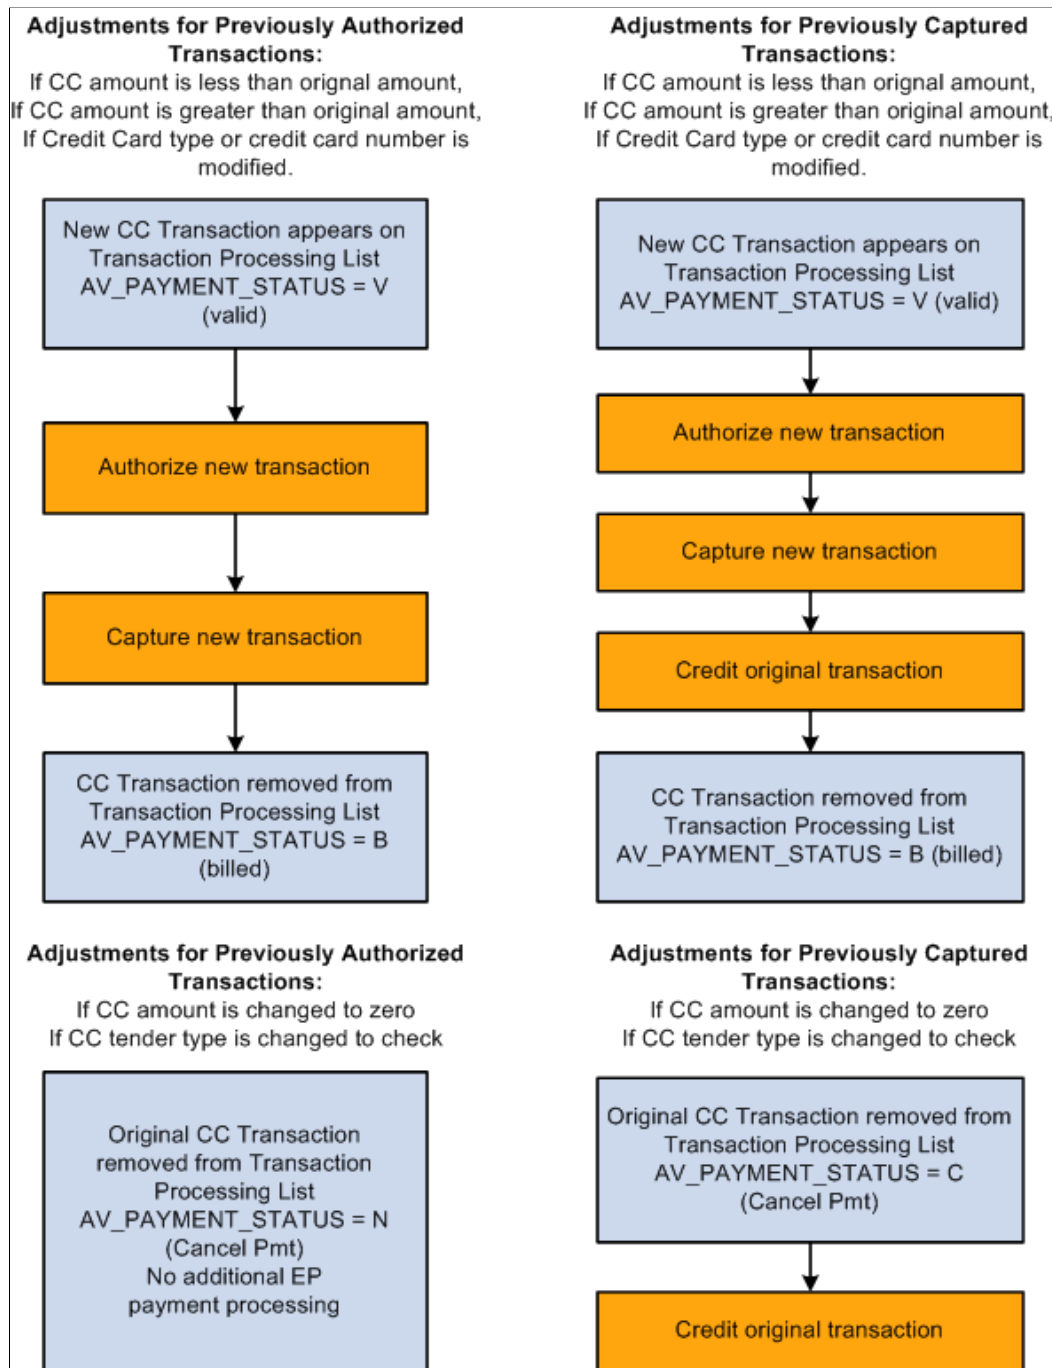 Adjustments for Previously Authorized
Transactions:
If CC amount is less than orignal amount,
If CC amount is greater than original amount,
If Credit Card type or credit card number is
modified.
New CC Transaction appears on
Transaction Processing List
AV_PAYMENT_STATUS = V
(valid)
Authorize new transaction
Capture new transaction
CC Transaction removed from
Transaction Processing List
AV_PAYMENT_STATUS = B
(billed)
Adjustments for Previously Captured
Transactions:
If CC amount is less than orignal amount,
If CC amount is greater than original amount,
If Credit Card type or credit card number is
modified.
New CC Transaction appears on
Transaction Processing List
AV_PAYMENT_STATUS = V (valid)
Authorize new transaction
Capture new transaction
Credit original transaction
CC Transaction removed from
Transaction Processing List
AV_PAYMENT_STATUS = B (billed)
Adjustments for Previously Authorized
Transactions:
If CC amount is changed to zero
If CC tender type is changed to check
Original CC Transaction
removed from Transaction
Processing List
AV_PAYMENT_STATUS = N
(Cancel Pmt)
No additional EP
payment processing
Adjustments for Previously Captured
Transactions:
If CC amount is changed to zero
If CC tender type is changed to check
Original CC Transaction removed from
Transaction Processing List
AV_PAYMENT_STATUS = C
(Cancel Pmt)
Credit original transaction